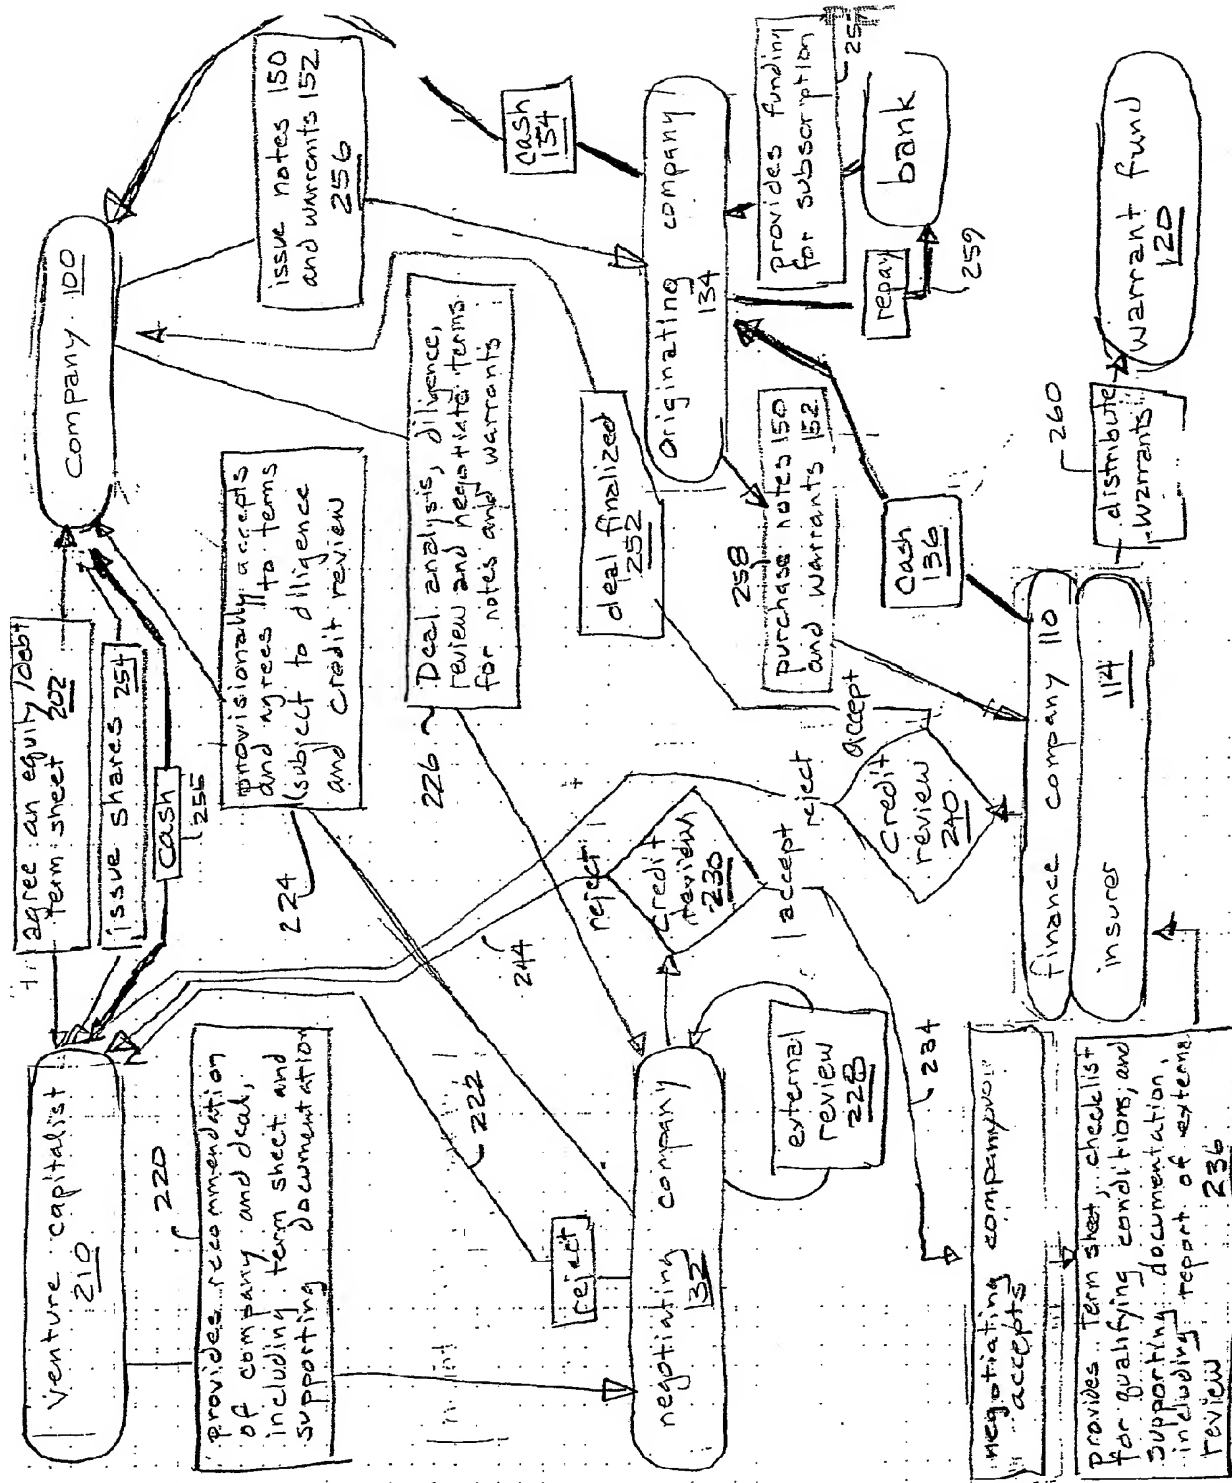 venture capitalist
210
agree an equity/debt
term sheet 202
issue shares 254
cash
255
company 100
220
provides recommendation
of company and deal,
including term sheet and
supporting documentation
222
224
provisionally accepts
and agrees to terms
(subject to diligence
and credit review
issue notes 150
and warrants 152
256
226
Deal analysis, diligence,
review and negotiate terms
for notes and warrants
cash
154
reject
244
reject
credit
review
230
accept
deal finalized
252
negotiating company
132
originating company
134
external
review
228
234
reject
accept
credit
review
240
258
purchase notes 150
and warrants 152
provides funding
for subscription
repay
259
bank
cash
136
negotiating company
accepts
finance company 110
insurer 114
260
distribute
warrants
warrant fund
120
provides Term sheet, checklist
for qualifying conditions, and
supporting documentation,
including report of external
review 236